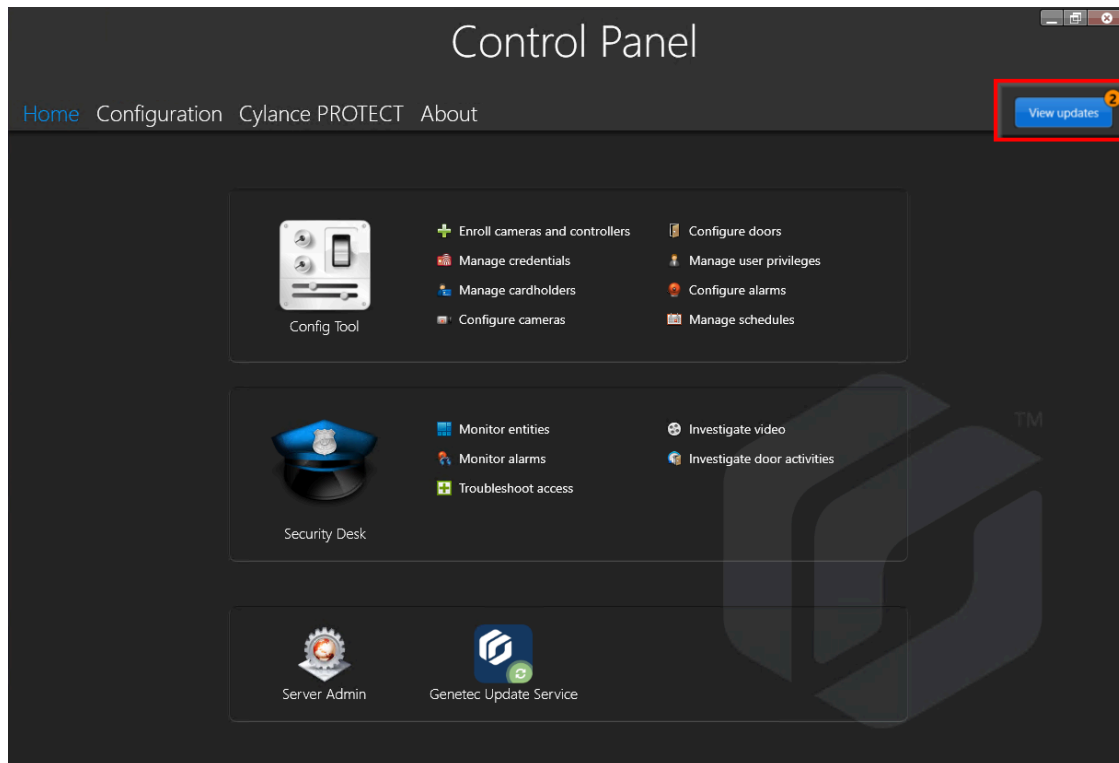 Control Panel
Home Configuration Cylance PROTECT About
2
View updates
Config Tool
Enroll cameras and controllers
Manage credentials
Manage cardholders
Configure cameras
Configure doors
Manage user privileges
Configure alarms
Manage schedules
Security Desk
Monitor entities
Monitor alarms
Troubleshoot access
Investigate video
Investigate door activities
TM
Server Admin
Genetec Update Service